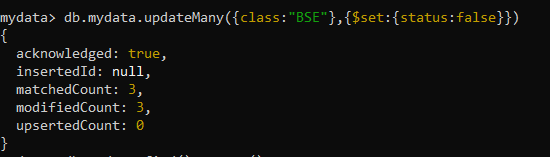 mydata> db.mydata.updateMany({class:"BSE"},{$set:{status:false}})
{
  acknowledged: true,
  insertedId: null,
  matchedCount: 3,
  modifiedCount: 3,
  upsertedCount: 0
}